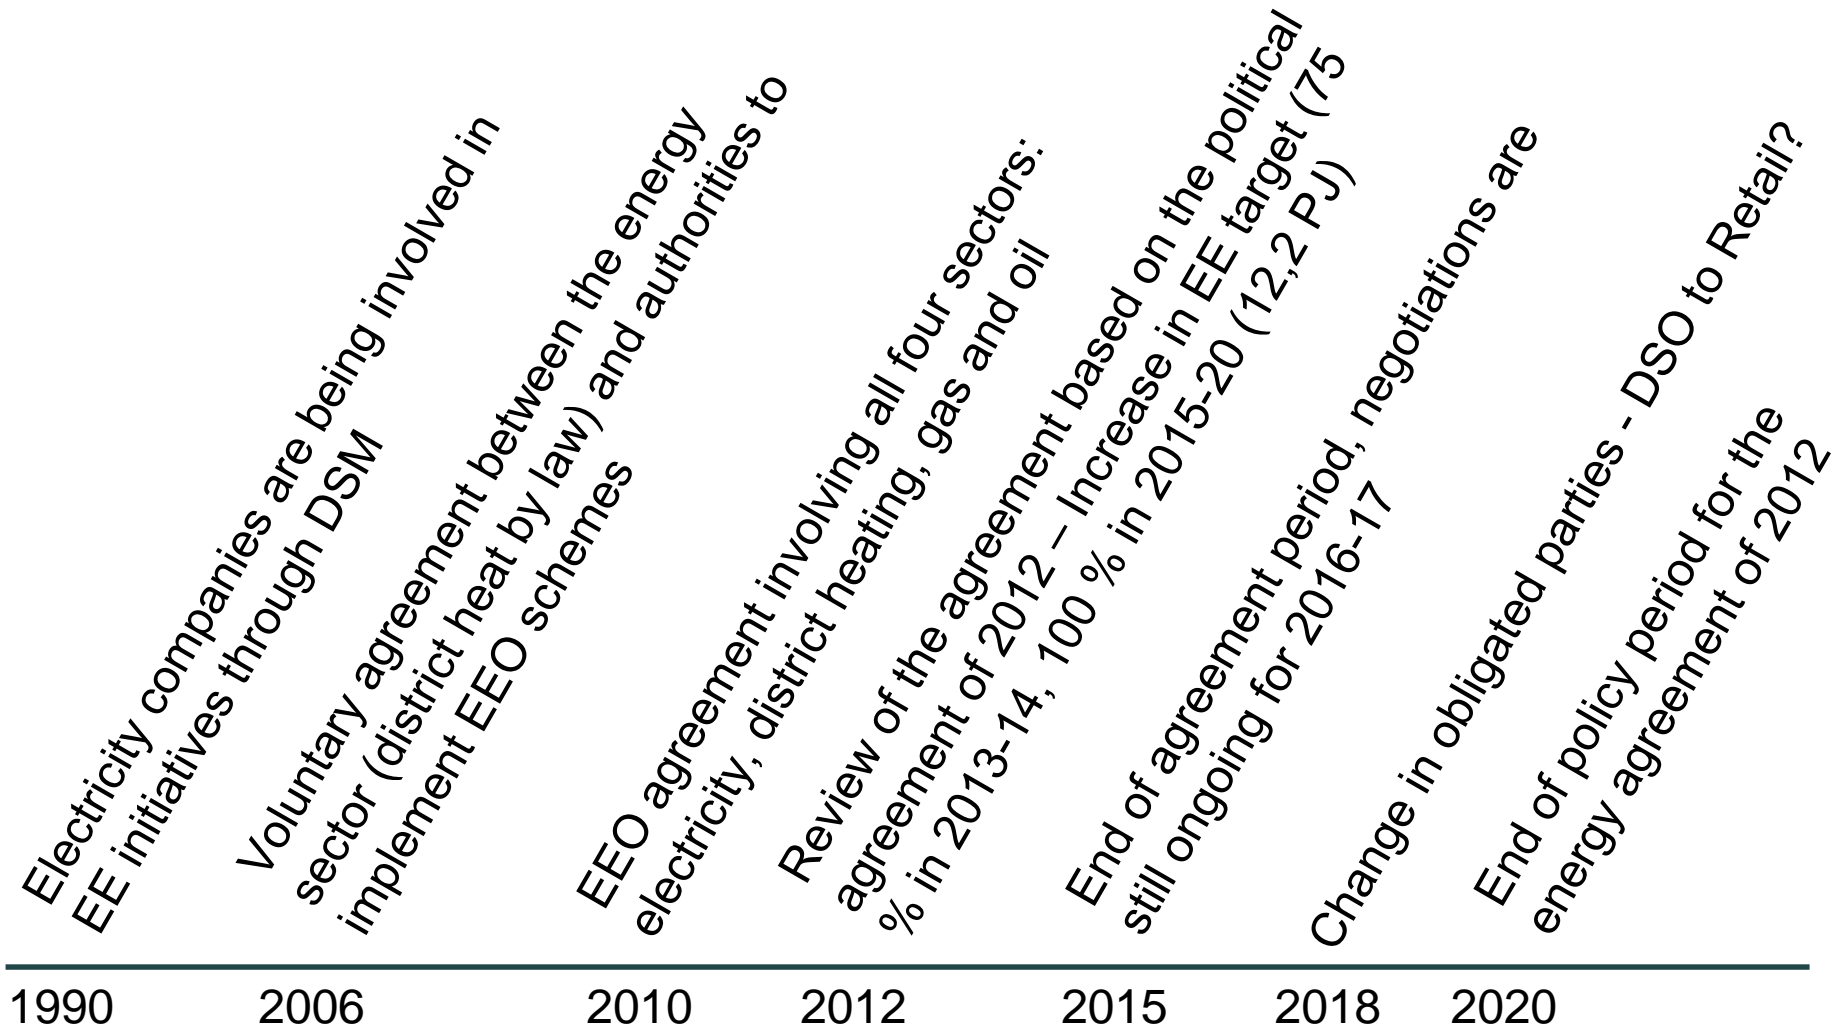 Electricity companies are being involved in
EE initiatives through DSM
Voluntary agreement between the energy
sector (district heat by law) and authorities to
implement EEO schemes
EEO agreement involving all four sectors:
electricity, district heating, gas and oil
Review of the agreement based on the political
agreement of 2012 – Increase in EE target (75
% in 2013-14, 100 % in 2015-20 (12,2 PJ)
End of agreement period, negotiations are
still ongoing for 2016-17
Change in obligated parties - DSO to Retail?
End of policy period for the
energy agreement of 2012
1990 2006 2010 2012 2015 2018 2020